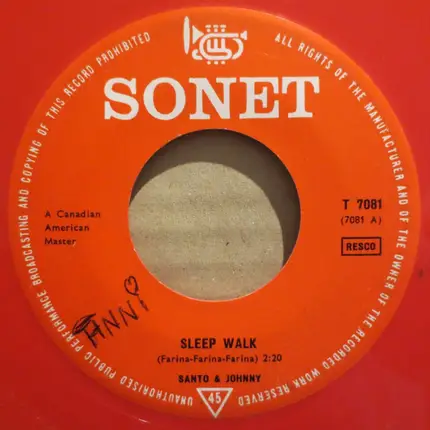 UNAUTHORISED PUBLIC PERFORMANCE BROADCASTING AND COPYING OF THIS RECORD PROHIBITED
ALL RIGHTS OF THE MANUFACTURER AND OF THE OWNER OF THE RECORDED WORK RESERVED
SONET
T 7081
(7081 A)
A Canadian
American
Master
RESCO
ANNI
SLEEP WALK
(Farina-Farina-Farina) 2:20
SANTO & JOHNNY
45